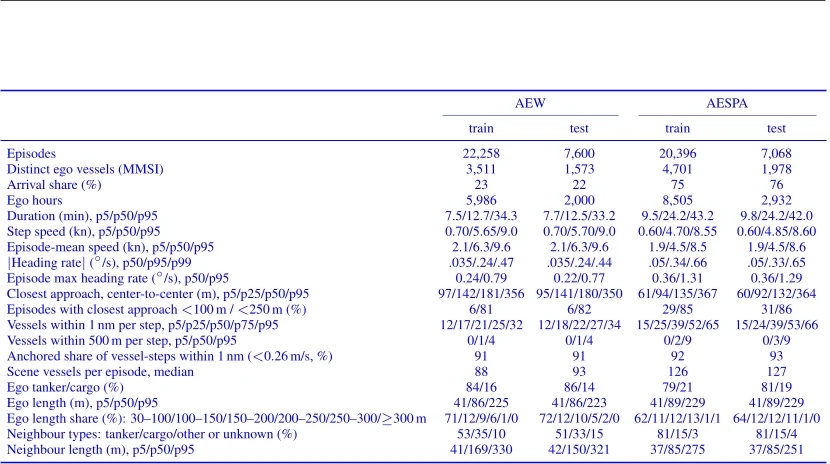 AEW AESPA
train test train test
Episodes 22,258 7,600 20,396 7,068
Distinct ego vessels (MMSI) 3,511 1,573 4,701 1,978
Arrival share (%) 23 22 75 76
Ego hours 5,986 2,000 8,505 2,932
Duration (min), p5/p50/p95 7.5/12.7/34.3 7.7/12.5/33.2 9.5/24.2/43.2 9.8/24.2/42.0
Step speed (kn), p5/p50/p95 0.70/5.65/9.0 0.70/5.70/9.0 0.60/4.70/8.55 0.60/4.85/8.60
Episode-mean speed (kn), p5/p50/p95 2.1/6.3/9.6 2.1/6.3/9.6 1.9/4.5/8.5 1.9/4.5/8.6
|Heading rate| (°/s), p50/p95/p99 .035/.24/.47 .035/.24/.44 .05/.34/.66 .05/.33/.65
Episode max heading rate (°/s), p50/p95 0.24/0.79 0.22/0.77 0.36/1.31 0.36/1.29
Closest approach, center-to-center (m), p5/p25/p50/p95 97/142/181/356 95/141/180/350 61/94/135/367 60/92/132/364
Episodes with closest approach <100 m / <250 m (%) 6/81 6/82 29/85 31/86
Vessels within 1 nm per step, p5/p25/p50/p75/p95 12/17/21/25/32 12/18/22/27/34 15/25/39/52/65 15/24/39/53/66
Vessels within 500 m per step, p5/p50/p95 0/1/4 0/1/4 0/2/9 0/3/9
Anchored share of vessel-steps within 1 nm (<0.26 m/s, %) 91 91 92 93
Scene vessels per episode, median 88 93 126 127
Ego tanker/cargo (%) 84/16 86/14 79/21 81/19
Ego length (m), p5/p50/p95 41/86/225 41/86/223 41/89/229 41/89/229
Ego length share (%): 30–100/100–150/150–200/200–250/250–300/≥300 m 71/12/9/6/1/0 72/12/10/5/2/0 62/11/12/13/1/1 64/12/12/11/1/0
Neighbour types: tanker/cargo/other or unknown (%) 53/35/10 51/33/15 81/15/3 81/15/4
Neighbour length (m), p5/p50/p95 41/169/330 42/150/321 37/85/275 37/85/251